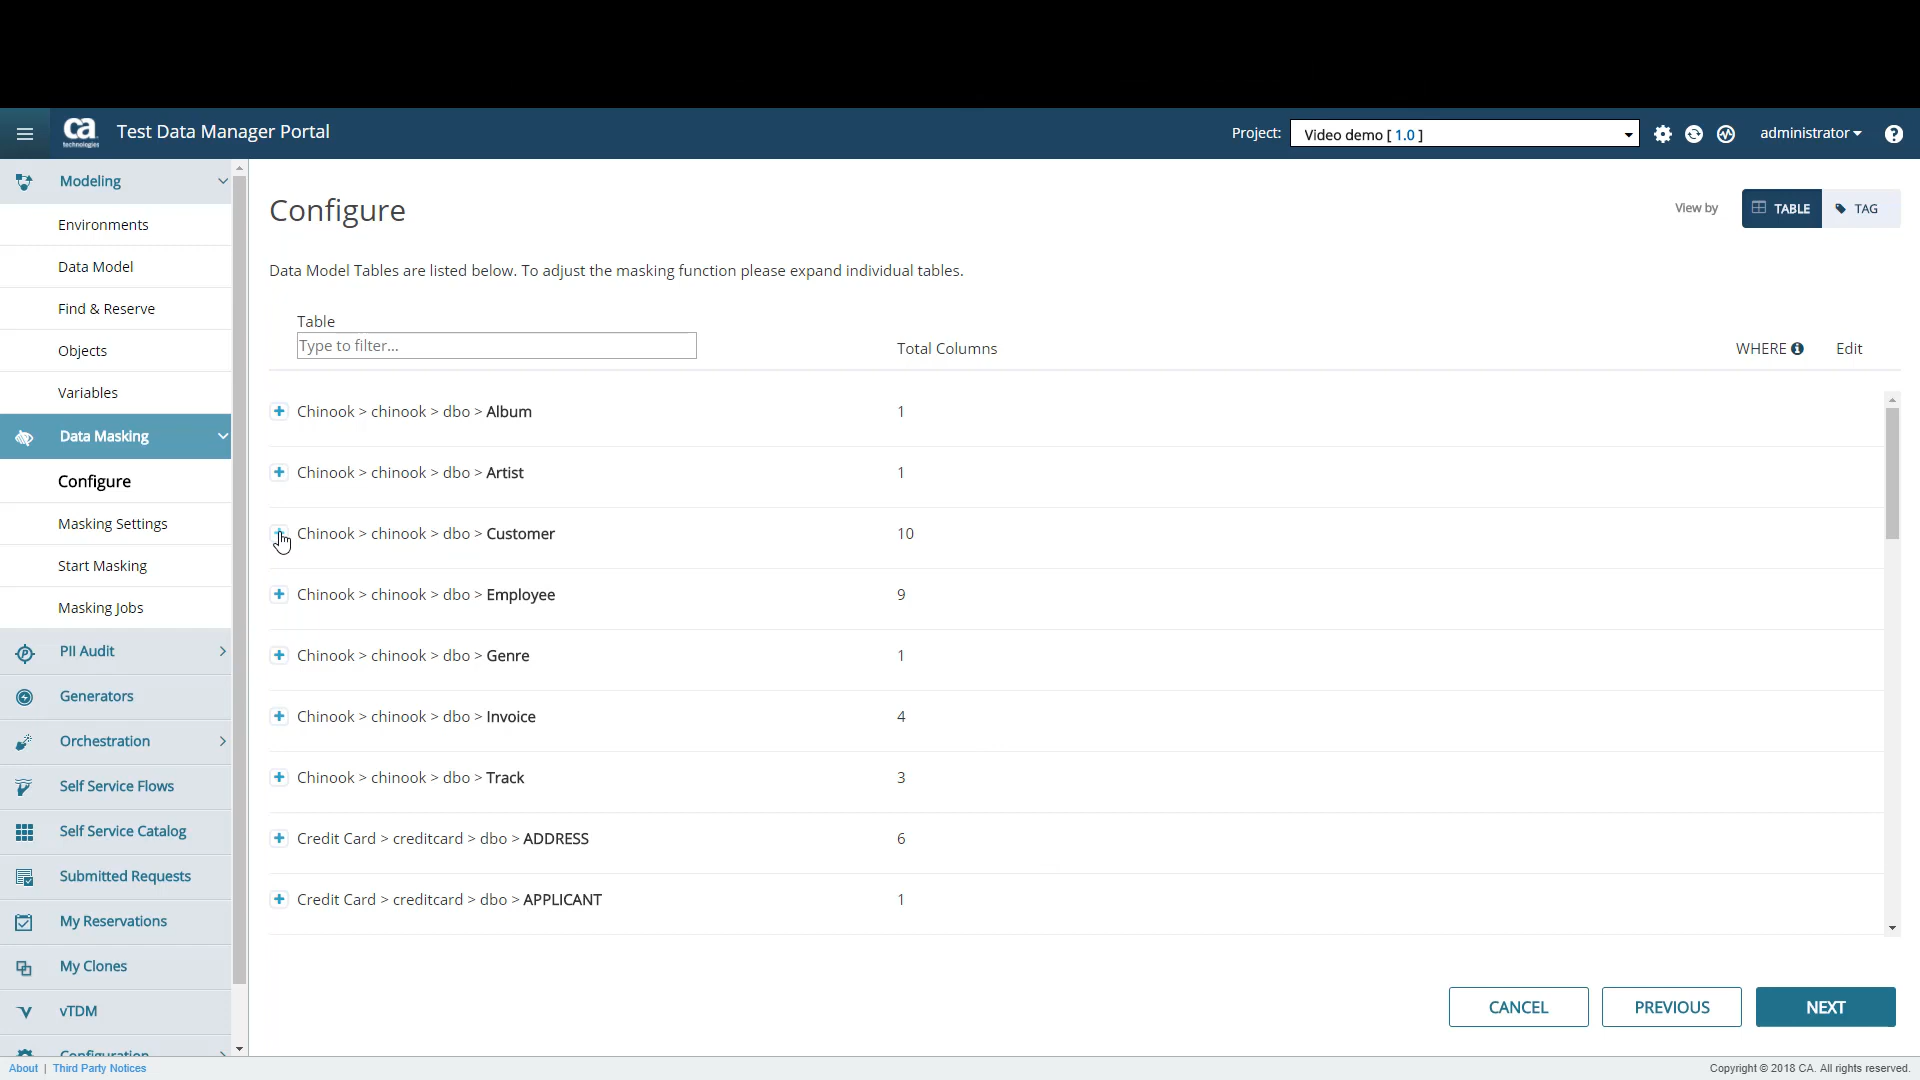 ca technologies
Test Data Manager Portal
Project: Video demo [ 1.0 ]
administrator
Modeling
Environments
Data Model
Find & Reserve
Objects
Variables
Data Masking
Configure
Masking Settings
Start Masking
Masking Jobs
PII Audit
Generators
Orchestration
Self Service Flows
Self Service Catalog
Submitted Requests
My Reservations
My Clones
vTDM
Configuration
Configure
View by TABLE TAG
Data Model Tables are listed below. To adjust the masking function please expand individual tables.
Table
Type to filter...
Total Columns WHERE Edit
Chinook > chinook > dbo > Album 1
Chinook > chinook > dbo > Artist 1
Chinook > chinook > dbo > Customer 10
Chinook > chinook > dbo > Employee 9
Chinook > chinook > dbo > Genre 1
Chinook > chinook > dbo > Invoice 4
Chinook > chinook > dbo > Track 3
Credit Card > creditcard > dbo > ADDRESS 6
Credit Card > creditcard > dbo > APPLICANT 1
CANCEL PREVIOUS NEXT
About | Third Party Notices
Copyright © 2018 CA. All rights reserved.